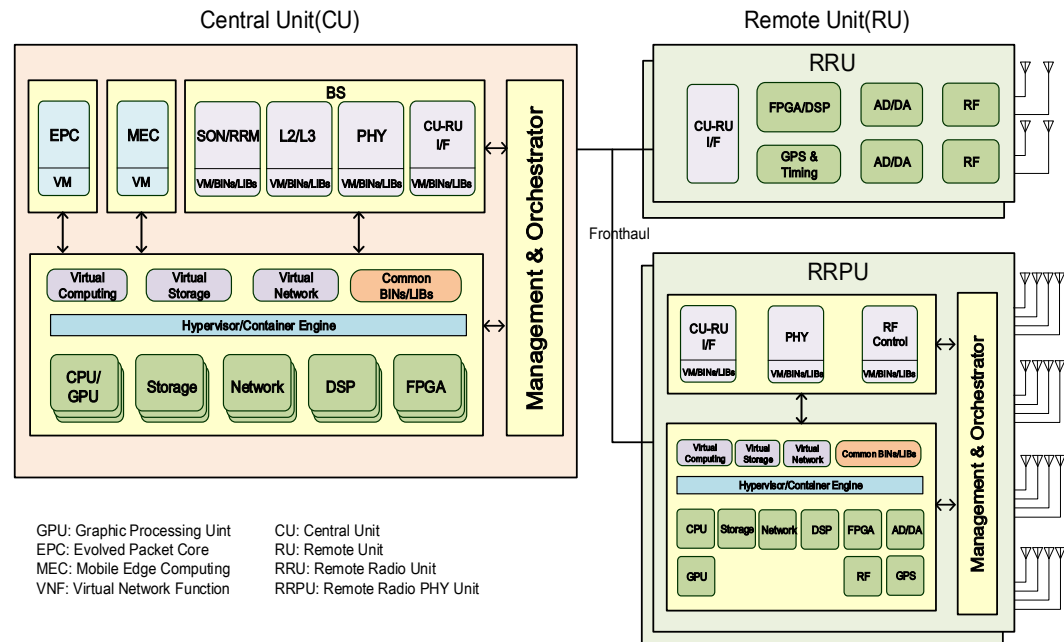 Central Unit(CU)
Remote Unit(RU)
BS
EPC
VM
MEC
VM
SON/RRM
VM/BINs/LIBs
L2/L3
VM/BINs/LIBs
PHY
VM/BINs/LIBs
CU-RU
I/F
VM/BINs/LIBs
Virtual
Computing
Virtual
Storage
Virtual
Network
Common
BINs/LIBs
Hypervisor/Container Engine
CPU/
GPU
Storage
Network
DSP
FPGA
Management & Orchestrator
Fronthaul
RRU
CU-RU
I/F
FPGA/DSP
AD/DA
RF
GPS &
Timing
AD/DA
RF
RRPU
CU-RU
I/F
VM/BINs/LIBs
PHY
VM/BINs/LIBs
RF
Control
VM/BINs/LIBs
Virtual
Computing
Virtual
Storage
Virtual
Network
Common BINs/LIBs
Hypervisor/Container Engine
CPU
Storage
Network
DSP
FPGA
AD/DA
GPU
RF
GPS
Management & Orchestrator
GPU: Graphic Processing Uint
EPC: Evolved Packet Core
MEC: Mobile Edge Computing
VNF: Virtual Network Function
CU: Central Unit
RU: Remote Unit
RRU: Remote Radio Unit
RRPU: Remote Radio PHY Unit